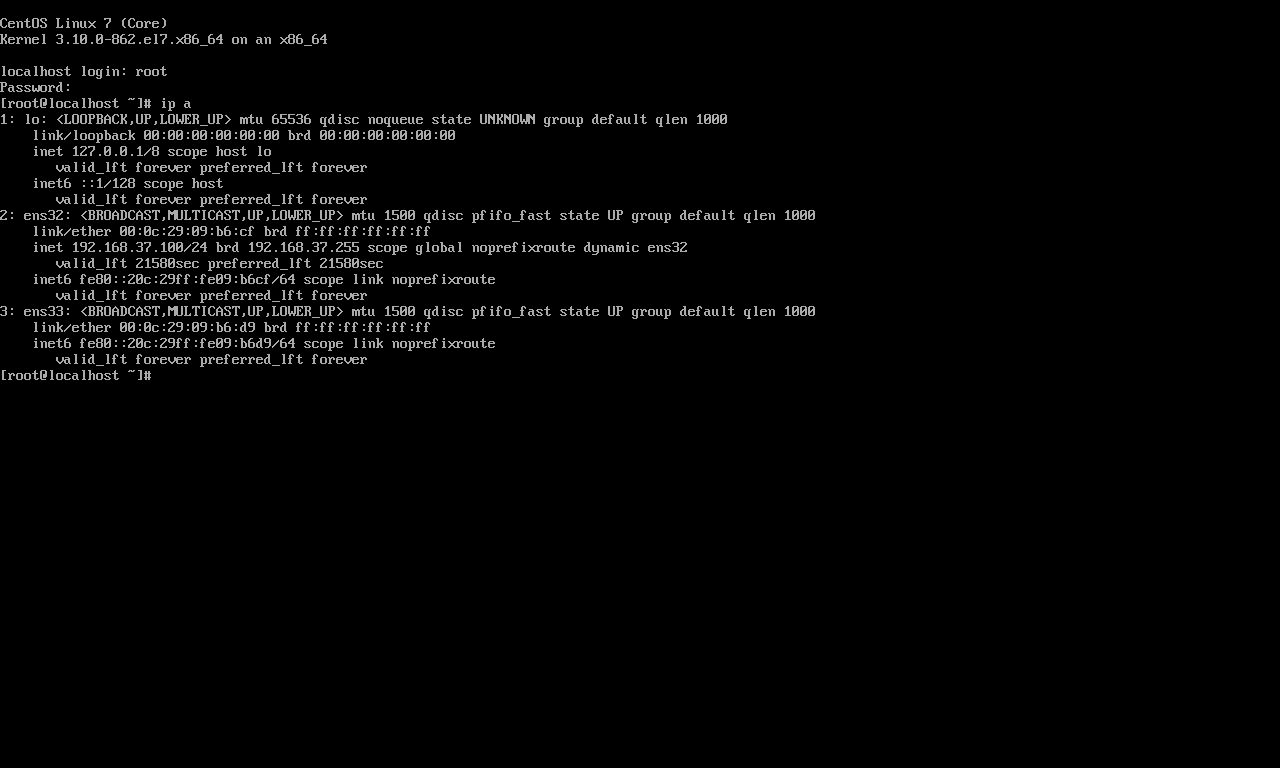 CentOS Linux 7 (Core)
Kernel 3.10.0-862.el7.x86_64 on an x86_64
localhost login: root
Password:
[root@localhost ~]# ip a
1: lo: <LOOPBACK,UP,LOWER_UP> mtu 65536 qdisc noqueue state UNKNOWN group default qlen 1000
    link/loopback 00:00:00:00:00:00 brd 00:00:00:00:00:00
    inet 127.0.0.1/8 scope host lo
       valid_lft forever preferred_lft forever
    inet6 ::1/128 scope host
       valid_lft forever preferred_lft forever
2: ens32: <BROADCAST,MULTICAST,UP,LOWER_UP> mtu 1500 qdisc pfifo_fast state UP group default qlen 1000
    link/ether 00:0c:29:09:b6:cf brd ff:ff:ff:ff:ff:ff
    inet 192.168.37.100/24 brd 192.168.37.255 scope global noprefixroute dynamic ens32
       valid_lft 21580sec preferred_lft 21580sec
    inet6 fe80::20c:29ff:fe09:b6cf/64 scope link noprefixroute
       valid_lft forever preferred_lft forever
3: ens33: <BROADCAST,MULTICAST,UP,LOWER_UP> mtu 1500 qdisc pfifo_fast state UP group default qlen 1000
    link/ether 00:0c:29:09:b6:d9 brd ff:ff:ff:ff:ff:ff
    inet6 fe80::20c:29ff:fe09:b6d9/64 scope link noprefixroute
       valid_lft forever preferred_lft forever
[root@localhost ~]#